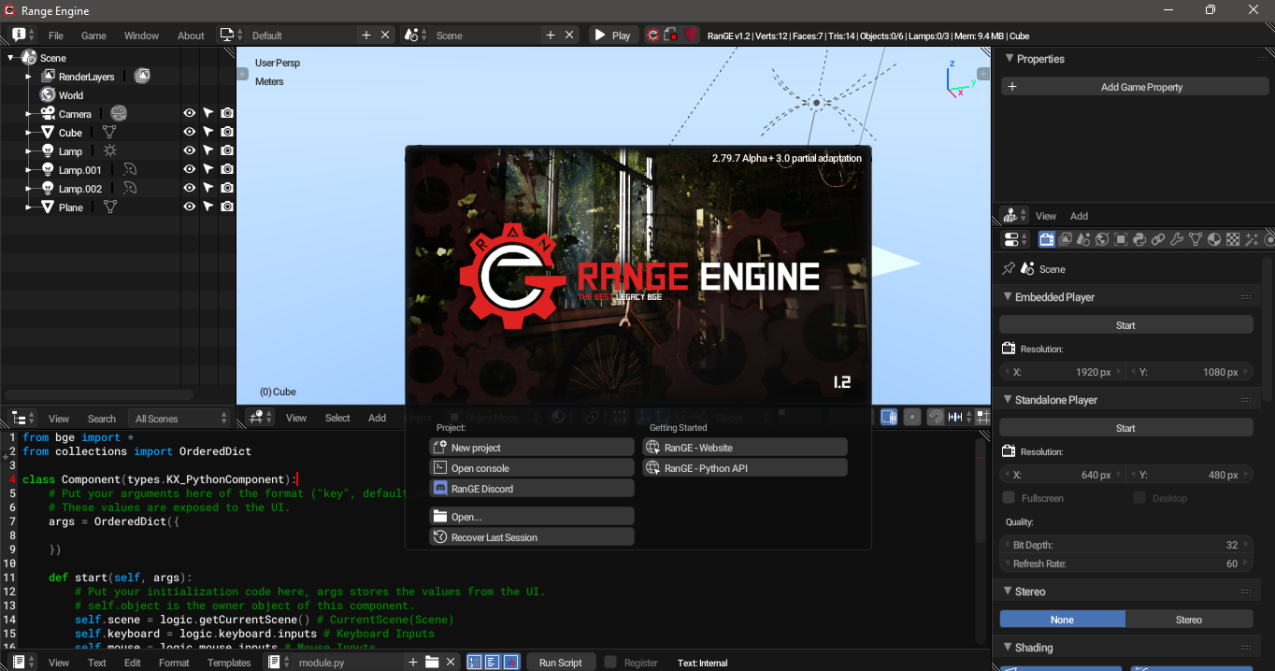 Range Engine
File Game Window About Default Scene Play RanGE v1.2 | Verts:12 | Faces:7 | Tris:14 | Objects:0/6 | Lamps:0/3 | Mem: 9.4 MB | Cube
Scene
RenderLayers
World
Camera
Cube
Lamp
Lamp.001
Lamp.002
Plane
View Search All Scenes
User Persp
Meters
(0) Cube
z
y
x
View Select Add Object Object Mode
2.79.7 Alpha + 3.0 partial adaptation
RAN
RANGE ENGINE
THE BEST LEGACY BGE
1.2
Project:
New project
Open console
RanGE Discord
Open...
Recover Last Session
Getting Started
RanGE - Website
RanGE - Python API
1 from bge import *
2 from collections import OrderedDict
3
4 class Component(types.KX_PythonComponent):
5 # Put your arguments here of the format ("key", default
6 # These values are exposed to the UI.
7 args = OrderedDict({
8
9 })
10
11 def start(self, args):
12 # Put your initialization code here, args stores the values from the UI.
13 # self.object is the owner object of this component.
14 self.scene = logic.getCurrentScene() # CurrentScene(Scene)
15 self.keyboard = logic.keyboard.inputs # Keyboard Inputs
16 self.mouse = logic.mouse.inputs # Mouse Inputs
View Text Edit Format Templates module.py Run Script Register Text: Internal
Properties
Add Game Property
View Add
Scene
Embedded Player
Start
Resolution:
X: 1920 px Y: 1080 px
Standalone Player
Start
Resolution:
X: 640 px Y: 480 px
Fullscreen Desktop
Quality:
Bit Depth: 32
Refresh Rate: 60
Stereo
None Stereo
Shading